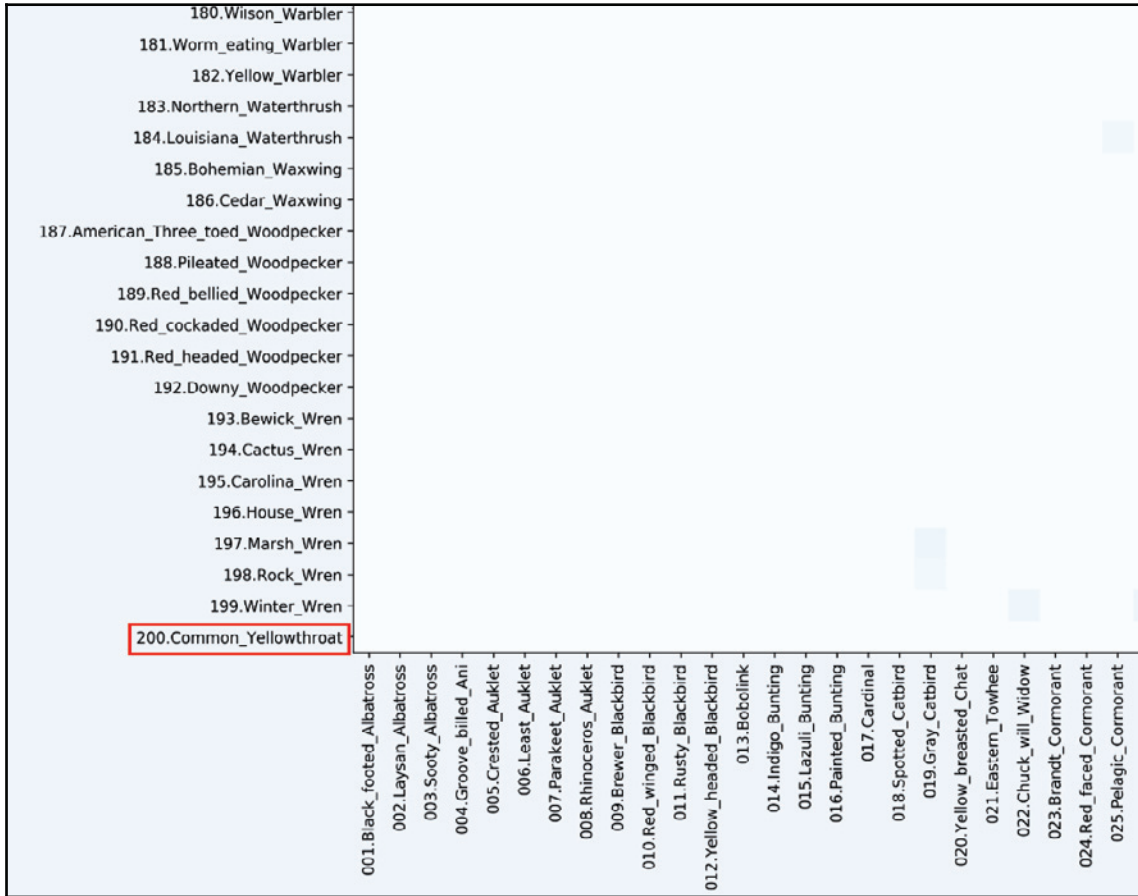 180.Wilson_Warbler
181.Worm_eating_Warbler
182.Yellow_Warbler
183.Northern_Waterthrush
184.Louisiana_Waterthrush
185.Bohemian_Waxwing
186.Cedar_Waxwing
187.American_Three_toed_Woodpecker
188.Pileated_Woodpecker
189.Red_bellied_Woodpecker
190.Red_cockaded_Woodpecker
191.Red_headed_Woodpecker
192.Downy_Woodpecker
193.Bewick_Wren
194.Cactus_Wren
195.Carolina_Wren
196.House_Wren
197.Marsh_Wren
198.Rock_Wren
199.Winter_Wren
200.Common_Yellowthroat
001.Black_footed_Albatross
002.Laysan_Albatross
003.Sooty_Albatross
004.Groove_billed_Ani
005.Crested_Auklet
006.Least_Auklet
007.Parakeet_Auklet
008.Rhinoceros_Auklet
009.Brewer_Blackbird
010.Red_winged_Blackbird
011.Rusty_Blackbird
012.Yellow_headed_Blackbird
013.Bobolink
014.Indigo_Bunting
015.Lazuli_Bunting
016.Painted_Bunting
017.Cardinal
018.Spotted_Catbird
019.Gray_Catbird
020.Yellow_breasted_Chat
021.Eastern_Towhee
022.Chuck_will_Widow
023.Brandt_Cormorant
024.Red_faced_Cormorant
025.Pelagic_Cormorant